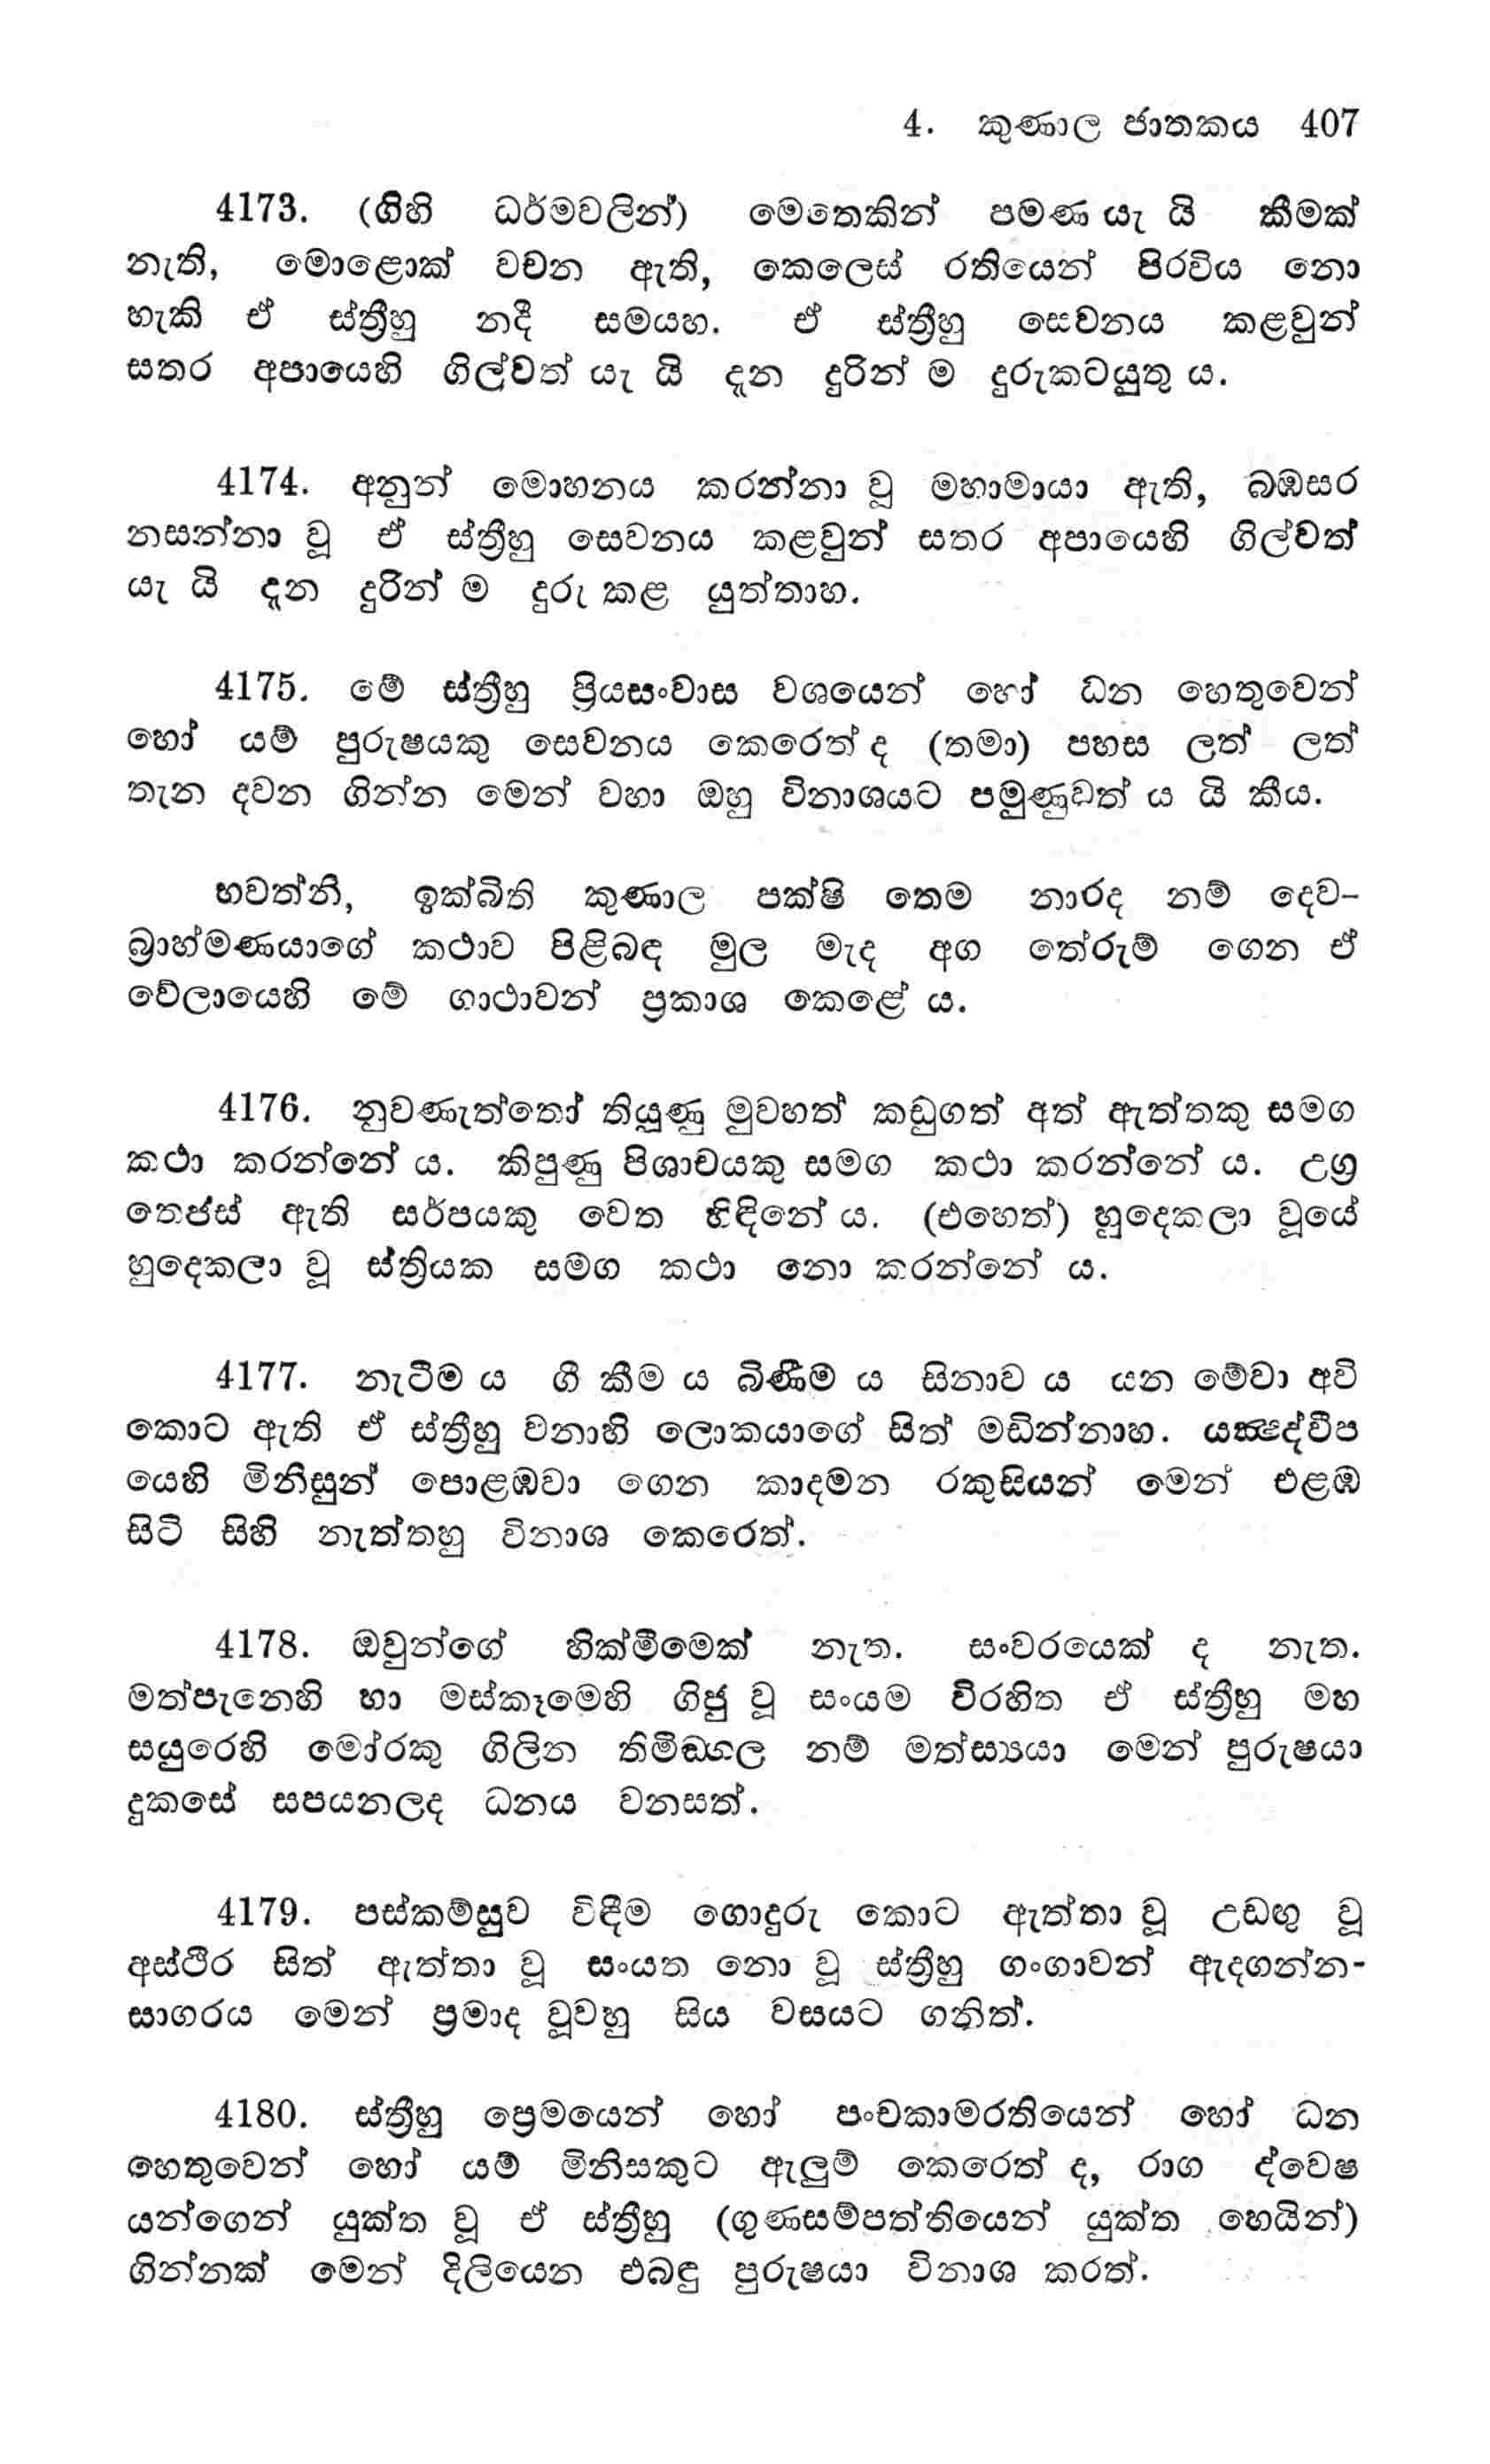 4. කුණාල ජාතකය 407
4173. (ගිහි ධර්මවලින්) මෙතෙකින් පමණ යැ යි කීමක්
නැති, මොළොක් වචන ඇති, කෙලෙස් රතියෙන් පිරවිය නො
හැකි ඒ ස්ත්‍රීහු නදී සමයහ. ඒ ස්ත්‍රීහු සෙවනය කළවුන්
සතර අපායෙහි ගිල්වත් යැ යි දැන දුරින් ම දුරුකටයුතු ය.
4174. අනුන් මොහනය කරන්නා වූ මහාමායා ඇති, බඹසර
නසන්නා වූ ඒ ස්ත්‍රීහු සෙවනය කළවුන් සතර අපායෙහි ගිල්වත්
යැ යි දැන දුරින් ම දුරු කළ යුත්තාහ.
4175. මේ ස්ත්‍රීහු ප්‍රියසංවාස වශයෙන් හෝ ධන හෙතුවෙන්
හෝ යම් පුරුෂයකු සෙවනය කෙරෙත් ද (තමා) පහස ලත් ලත්
තැන දවන ගින්න මෙන් වහා ඔහු විනාශයට පමුණුවත් ය යි කීය.
භවත්නි, ඉක්බිති කුණාල පක්ෂි තෙම නාරද නම් දෙව-
බ්‍රාහ්මණයාගේ කථාව පිළිබඳ මුල මැද අග තේරුම් ගෙන ඒ
වේලායෙහි මේ ගාථාවන් ප්‍රකාශ කෙළේ ය.
4176. නුවණැත්තෝ තියුණු මුවහත් කඩුගත් අත් ඇත්තකු සමග
කථා කරන්නේ ය. කිපුණු පිශාචයකු සමග කථා කරන්නේ ය. උග්‍ර
තෙජස් ඇති සර්පයකු වෙත හිඳිනේ ය. (එහෙත්) හුදෙකලා වූයේ
හුදෙකලා වූ ස්ත්‍රියක සමග කථා නො කරන්නේ ය.
4177. නැටීම ය ගී කීම ය බිණීම ය සිනාව ය යන මේවා අවි
කොට ඇති ඒ ස්ත්‍රීහු වනාහි ලොකයාගේ සිත් මඩින්නාහ. යක්‍ෂද්වීප
යෙහි මිනිසුන් පොළඹවා ගෙන කාදමන රකුසියන් මෙන් එළඹ
සිටි සිහි නැත්තහු විනාශ කෙරෙත්.
4178. ඔවුන්ගේ හික්මීමෙක් නැත. සංවරයෙක් ද නැත.
මත්පැනෙහි හා මස්කෑමෙහි ගිජු වූ සංයම විරහිත ඒ ස්ත්‍රීහු මහ
සයුරෙහි මෝරකු ගිලින තිමිඞ්ගල නම් මත්ස්‍යයා මෙන් පුරුෂයා
දුකසේ සපයනලද ධනය වනසත්.
4179. පස්කම්සුව විඳීම ගොදුරු කොට ඇත්තා වූ උඩඟු වූ
අස්ථිර සිත් ඇත්තා වූ සංයත නො වූ ස්ත්‍රීහු ගංගාවන් ඇදගන්න-
සාගරය මෙන් ප්‍රමාද වූවහු සිය වසයට ගනිත්.
4180. ස්ත්‍රීහු ප්‍රෙමයෙන් හෝ පංචකාමරතියෙන් හෝ ධන
හෙතුවෙන් හෝ යම් මිනිසකුට ඇලුම් කෙරෙත් ද, රාග ද්වෙෂ
යන්ගෙන් යුක්ත වූ ඒ ස්ත්‍රීහු (ගුණසම්පත්තියෙන් යුක්ත හෙයින්)
ගින්නක් මෙන් දිලියෙන එබඳු පුරුෂයා විනාශ කරත්.